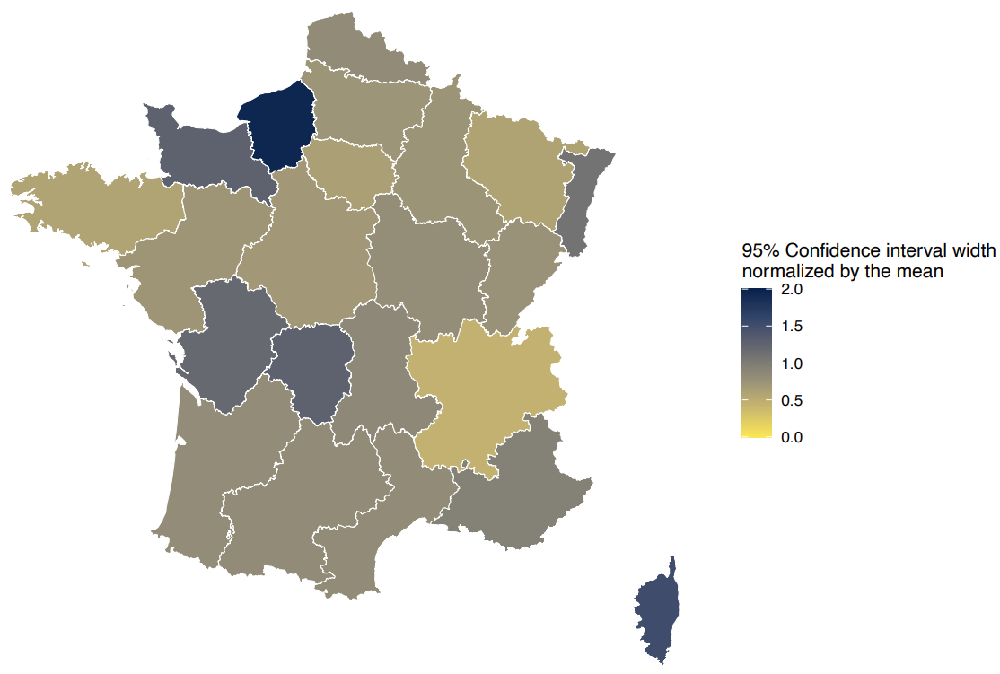 95% Confidence interval width
normalized by the mean
2.0
1.5
1.0
0.5
0.0